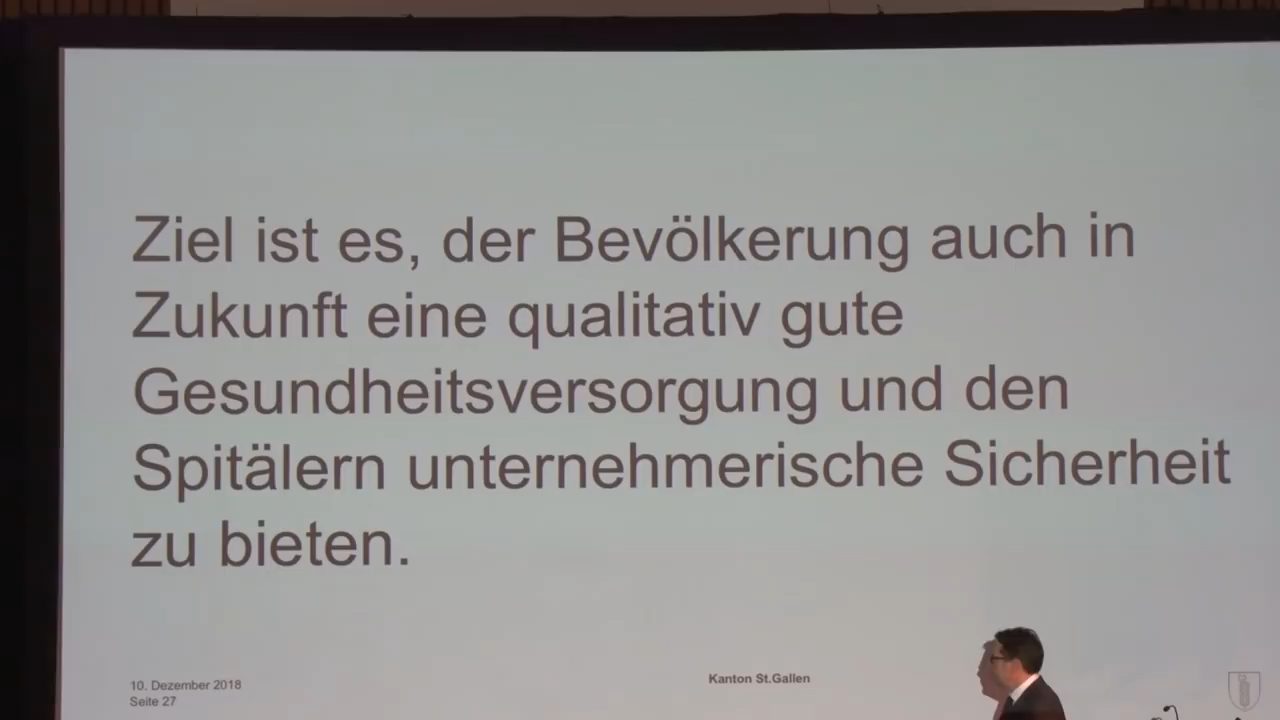 Ziel ist es, der Bevölkerung auch in
Zukunft eine qualitativ gute
Gesundheitsversorgung und den
Spitälern unternehmerische Sicherheit
zu bieten.
10. Dezember 2018
Seite 27
Kanton St.Gallen